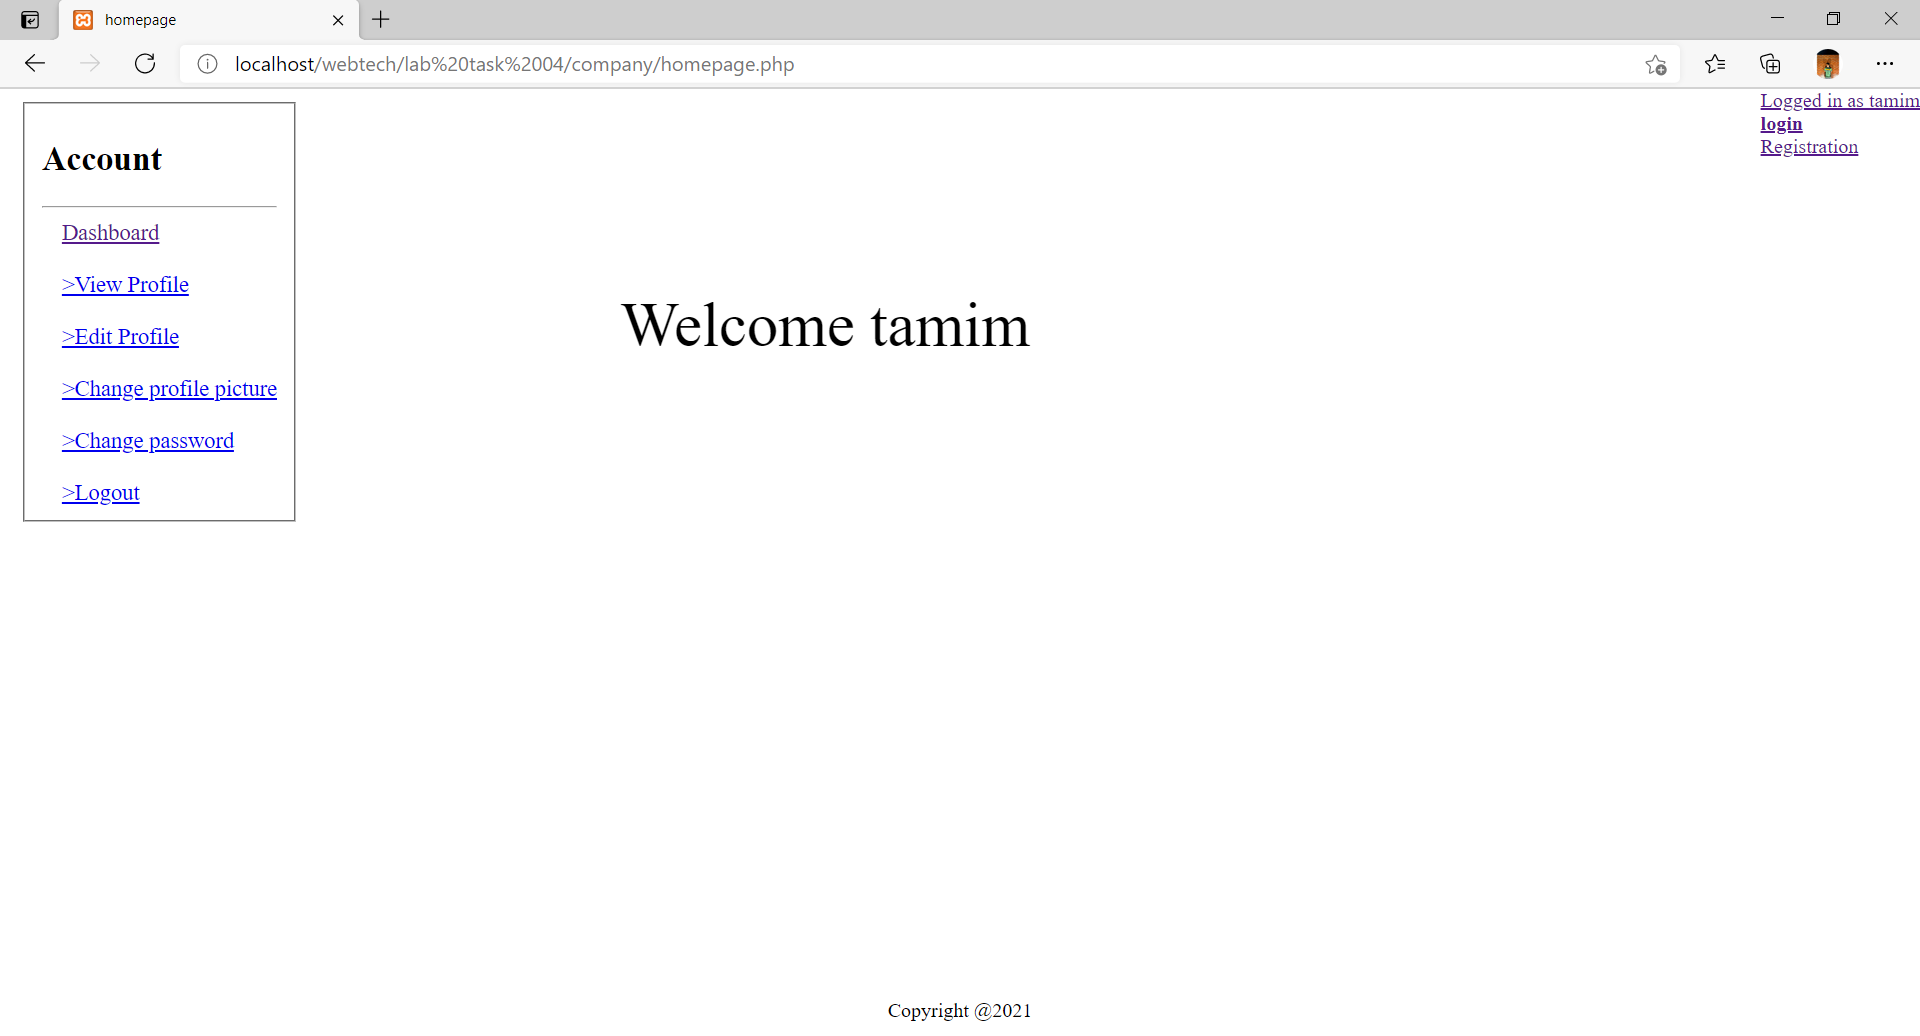 homepage
localhost/webtech/lab%20task%2004/company/homepage.php
Logged in as tamim
login
Registration
Account
Dashboard
>View Profile
>Edit Profile
>Change profile picture
>Change password
>Logout
Welcome tamim
Copyright @2021